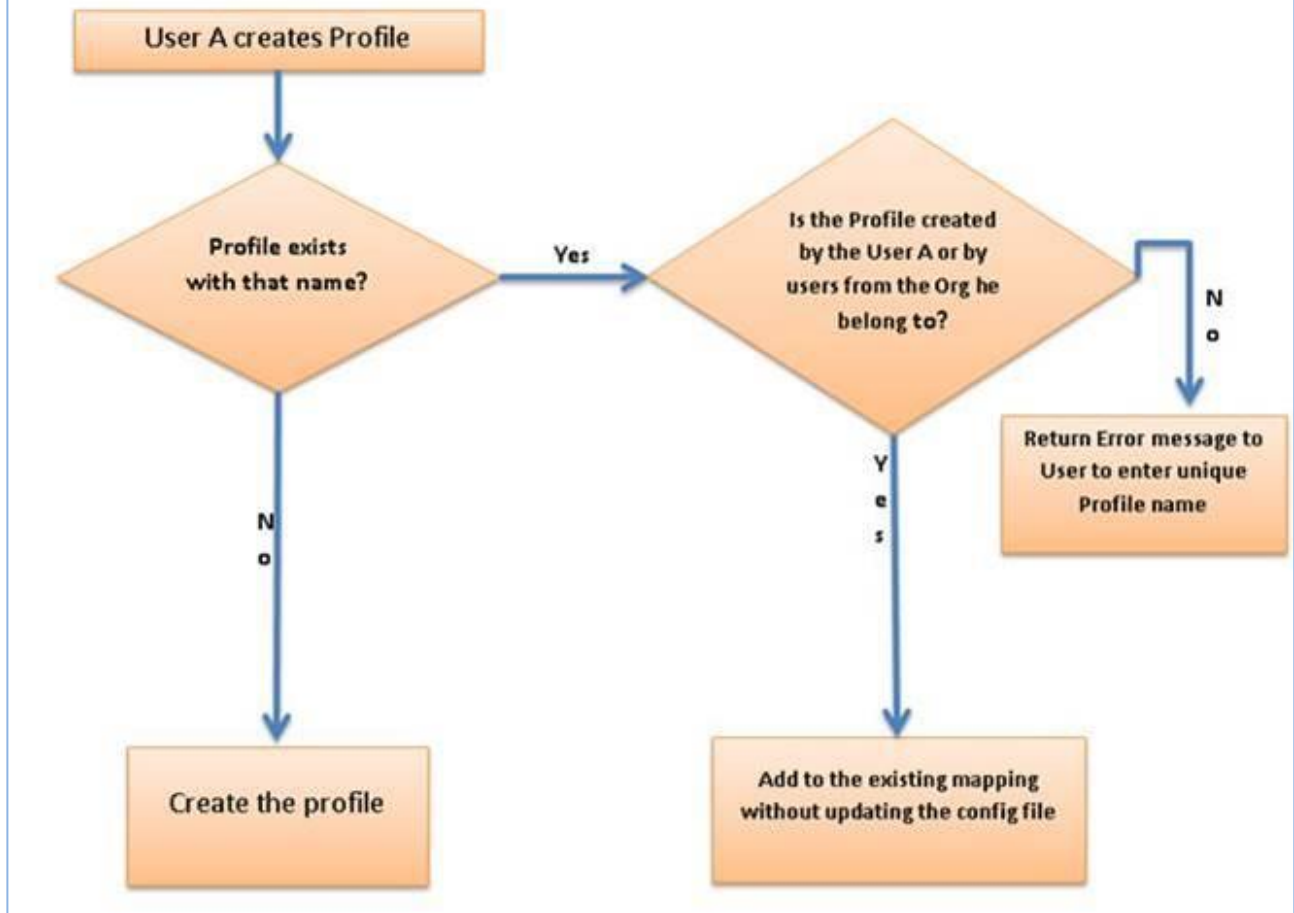 User A creates Profile
Profile exists
with that name?
Yes
Is the Profile created
by the User A or by
users from the Org he
belong to?
N
o
Return Error message to
User to enter unique
Profile name
Y
e
s
N
o
Create the profile
Add to the existing mapping
without updating the config file